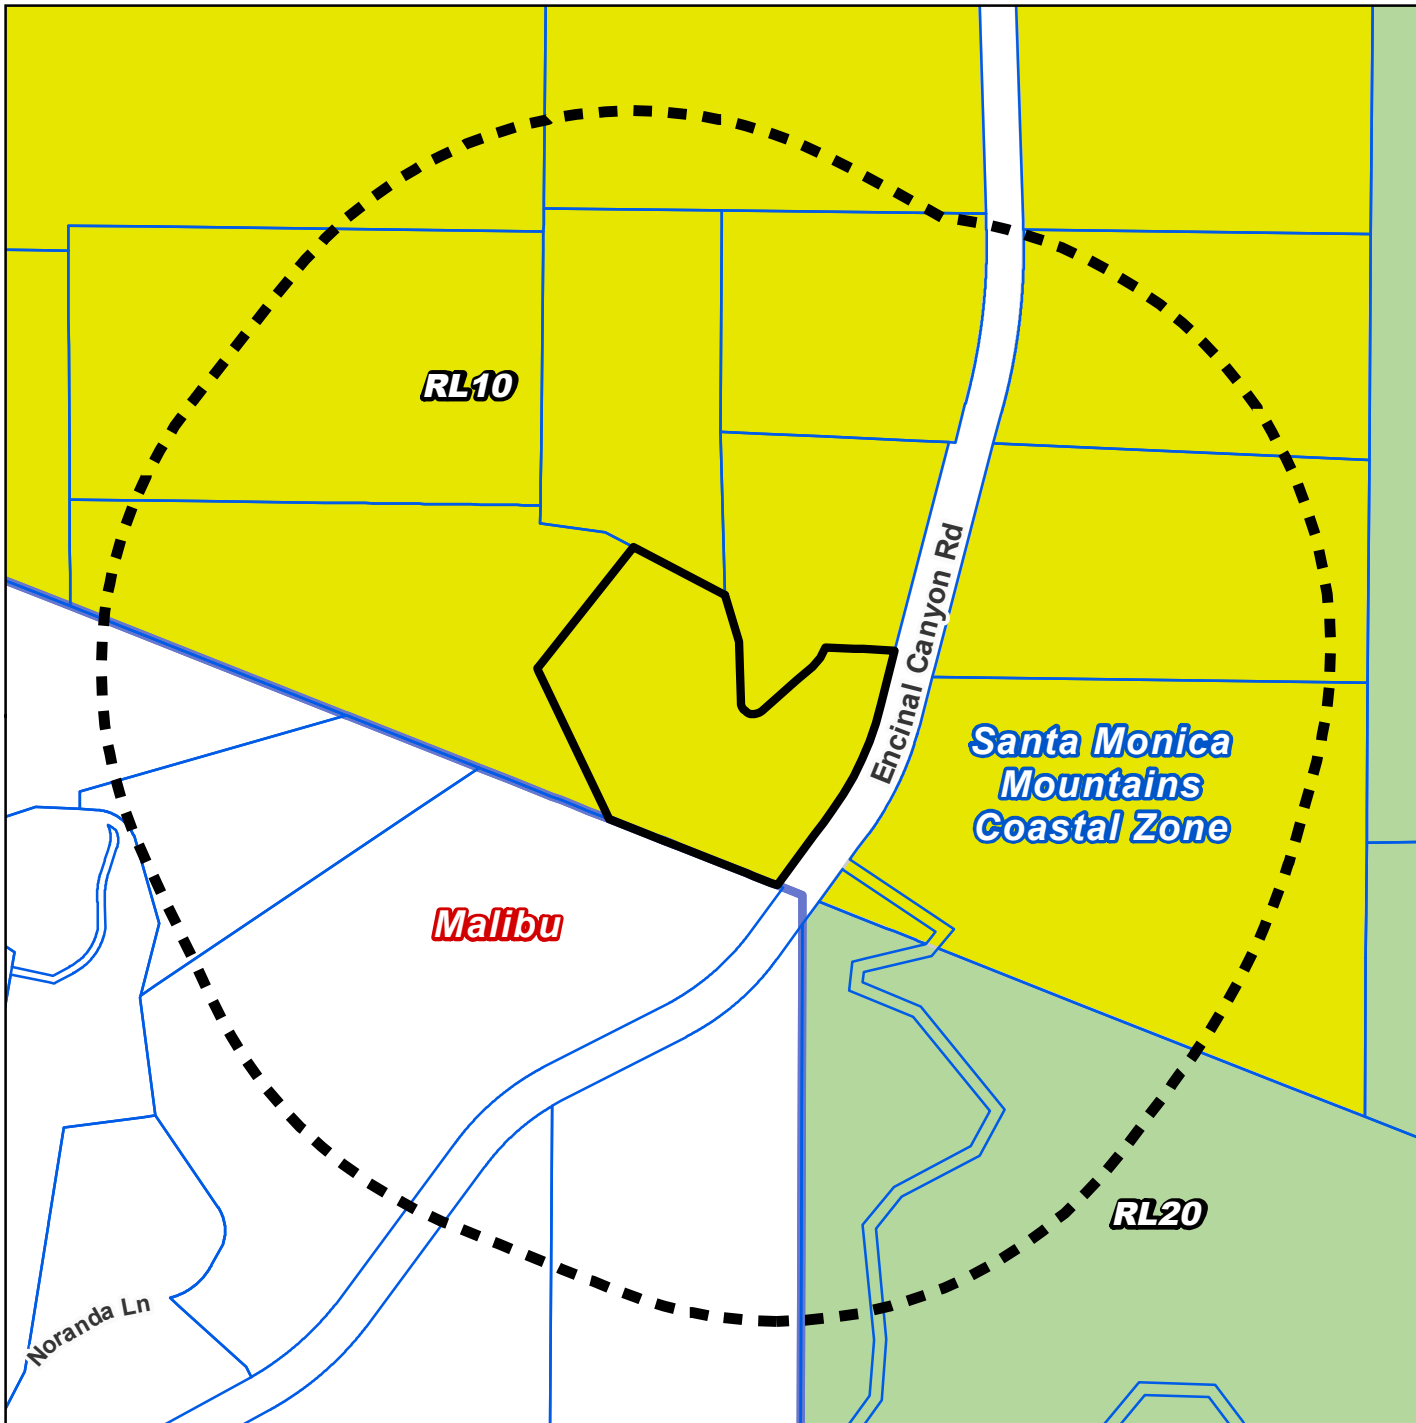 RL10
Encinal Canyon Rd
Santa Monica
Mountains
Coastal Zone
Malibu
RL20
Noranda Ln